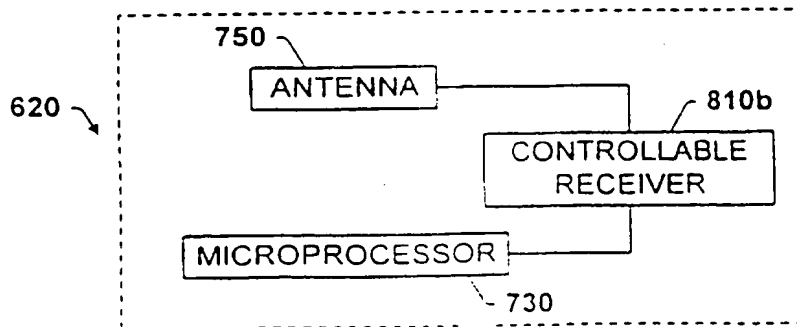 750
ANTENNA
620
810b
CONTROLLABLE
RECEIVER
MICROPROCESSOR
730